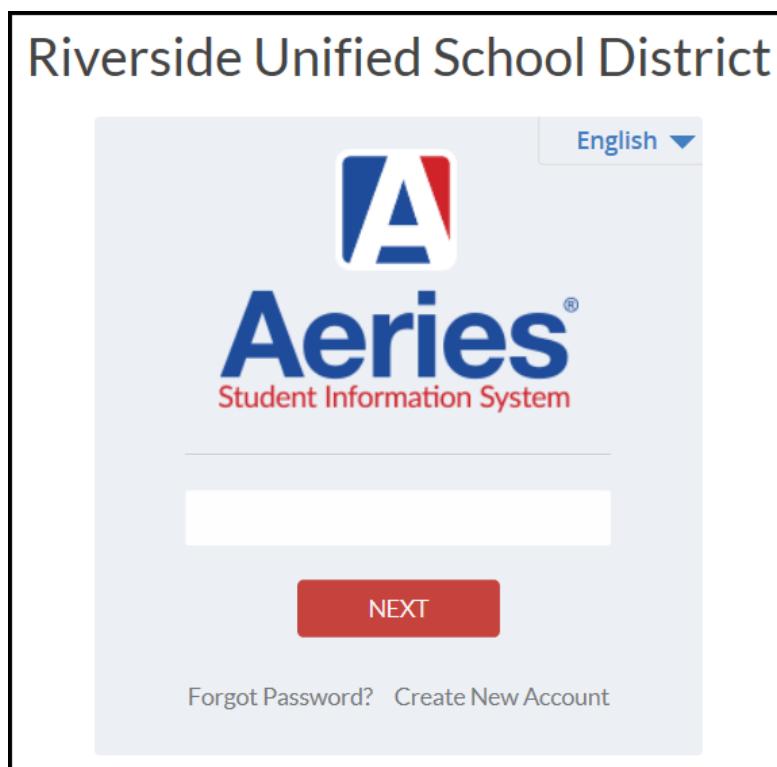 Riverside Unified School District
English
A
Aeries®
Student Information System
NEXT
Forgot Password? Create New Account